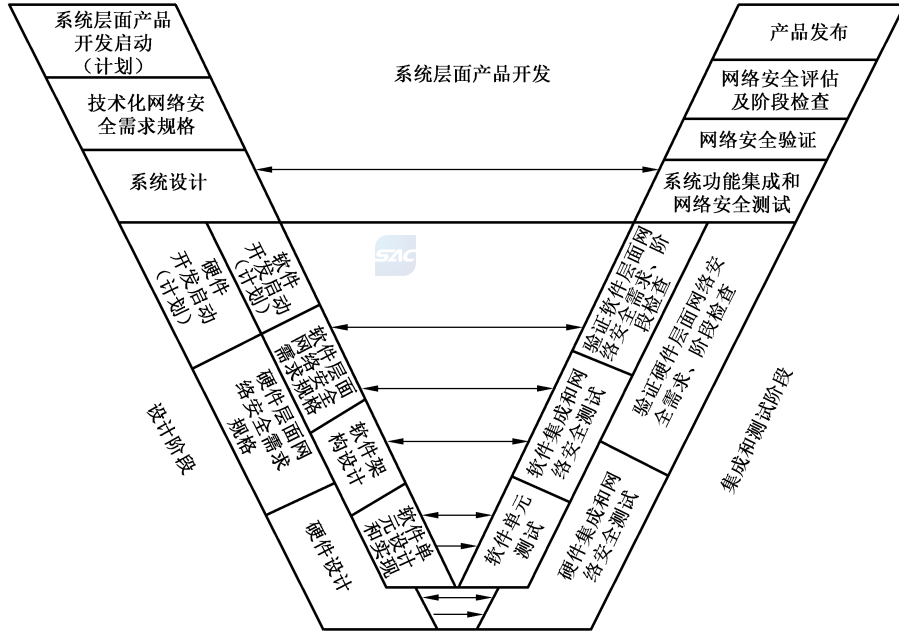 系统层面产品
开发启动
（计划）
技术化网络安
全需求规格
系统设计
系统层面产品开发
产品发布
网络安全评估
及阶段检查
网络安全验证
系统功能集成和
网络安全测试
硬件
开发启动
（计划）
软件
开发启动
（计划）
硬件层面网
络安全需求
规格
软件层面
网络安全
需求规格
软件架
构设计
硬件设计
软件单
元设计
和实现
SAC
验证软件层面网
络安全需求、阶
段检查
验证硬件层面网络安
全需求、阶段检查
软件集成和网
络安全测试
软件单元
测试
硬件集成和网
络安全测试
设计阶段
集成和测试阶段